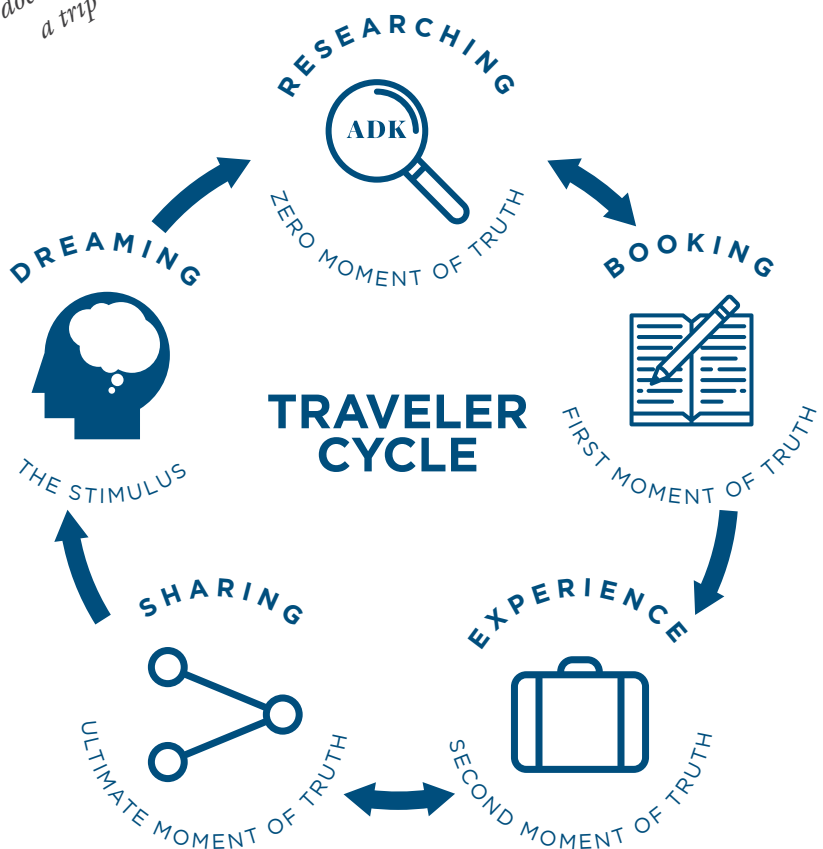 a trip
RESEARCHING
ADK
ZERO MOMENT OF TRUTH
DREAMING
THE STIMULUS
BOOKING
FIRST MOMENT OF TRUTH
TRAVELER
CYCLE
SHARING
ULTIMATE MOMENT OF TRUTH
EXPERIENCE
SECOND MOMENT OF TRUTH